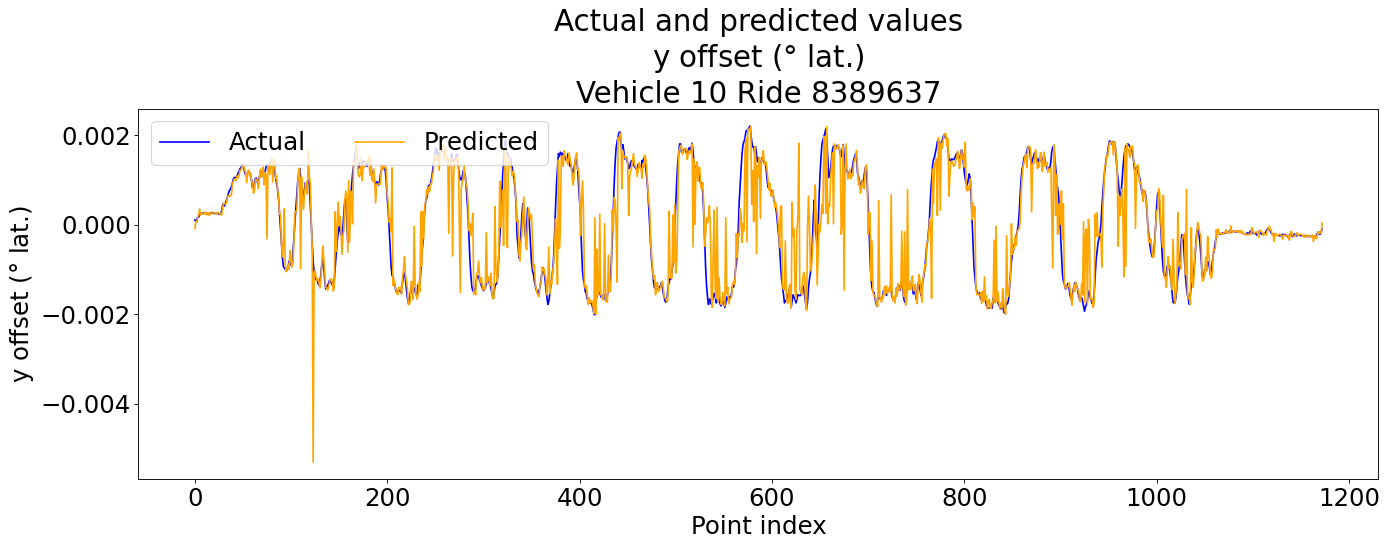 Actual and predicted values
y offset (° lat.)
Vehicle 10 Ride 8389637
Actual Predicted
0.002
0.000
−0.002
−0.004
y offset (° lat.)
0 200 400 600 800 1000 1200
Point index